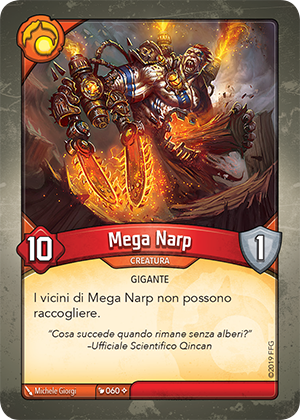 Mega Narp
CREATURA
10
1
GIGANTE
I vicini di Mega Narp non possono
raccogliere.
"Cosa succede quando rimane senza alberi?"
–Ufficiale Scientifico Qincan
Michele Giorgi
060
©2019 FFG